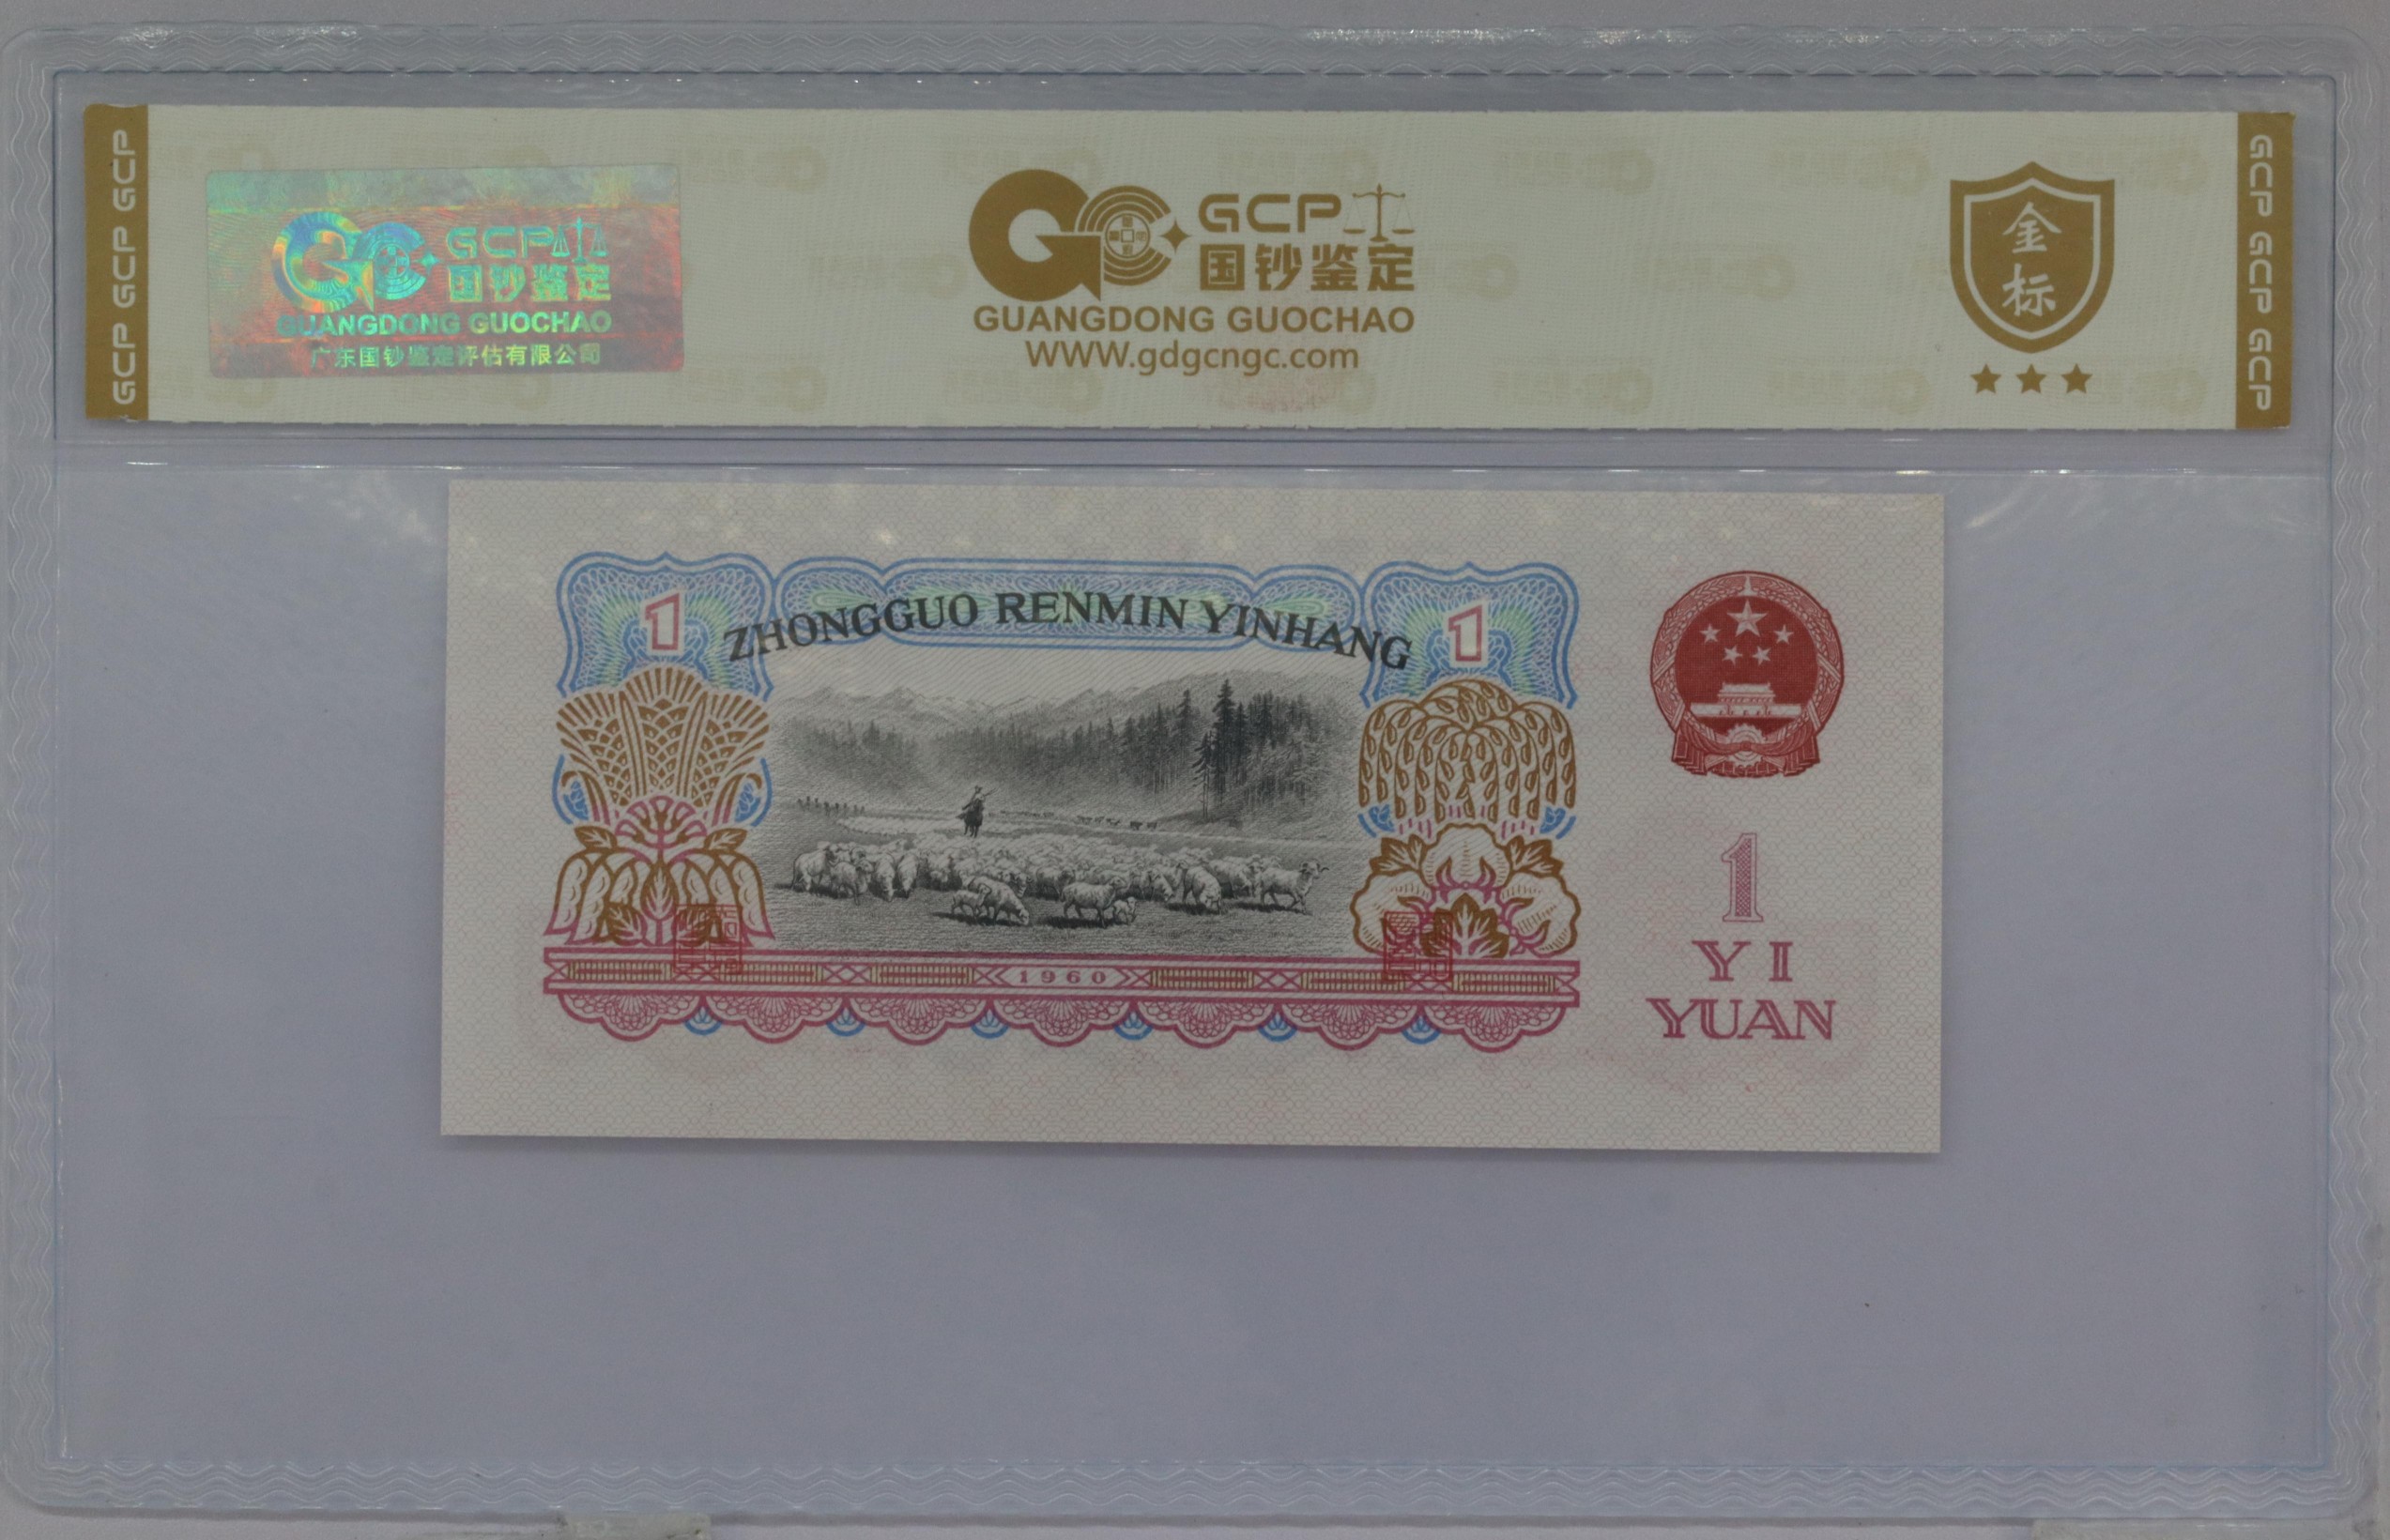 GCP GCP GCP
GCP
国钞鉴定
GUANGDONG GUOCHAO
广东国钞鉴定评估有限公司
GCP
国钞鉴定
GUANGDONG GUOCHAO
WWW.gdgcngc.com
金
标
GCP GCP GCP
1
ZHONGGUO RENMIN YINHANG
1
1960
1
YI
YUAN